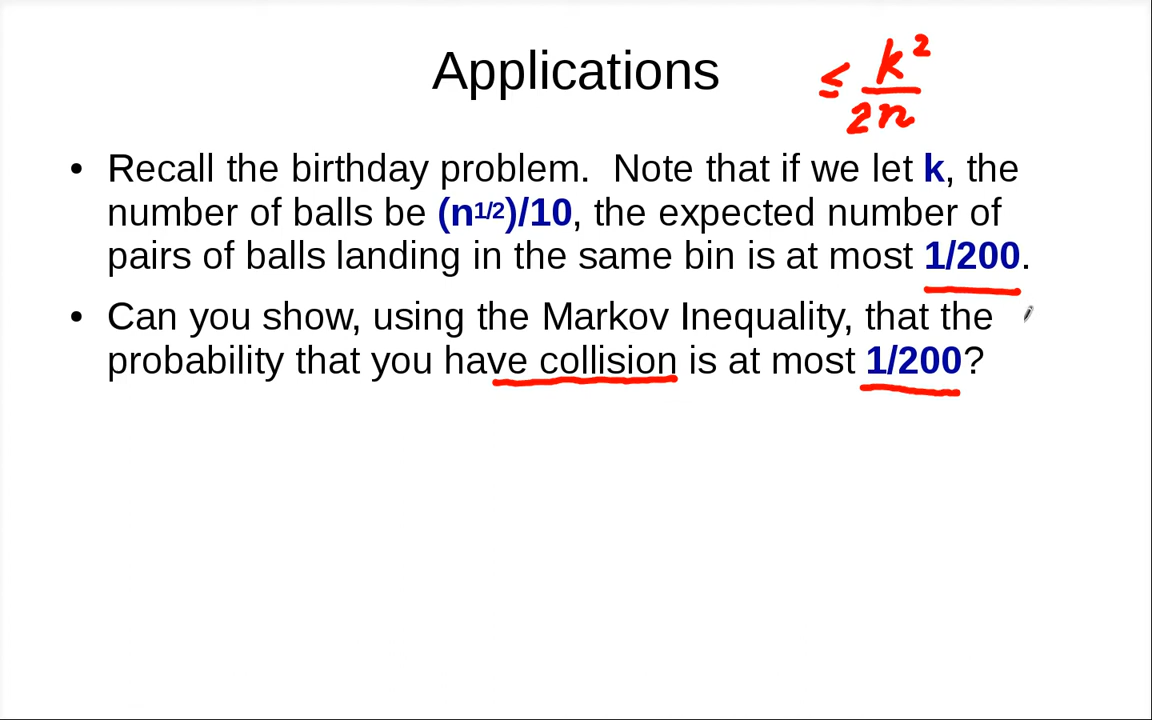 Applications
≤ k²/2n
• Recall the birthday problem. Note that if we let k, the
number of balls be (n1/2)/10, the expected number of
pairs of balls landing in the same bin is at most 1/200.
• Can you show, using the Markov Inequality, that the
probability that you have collision is at most 1/200?